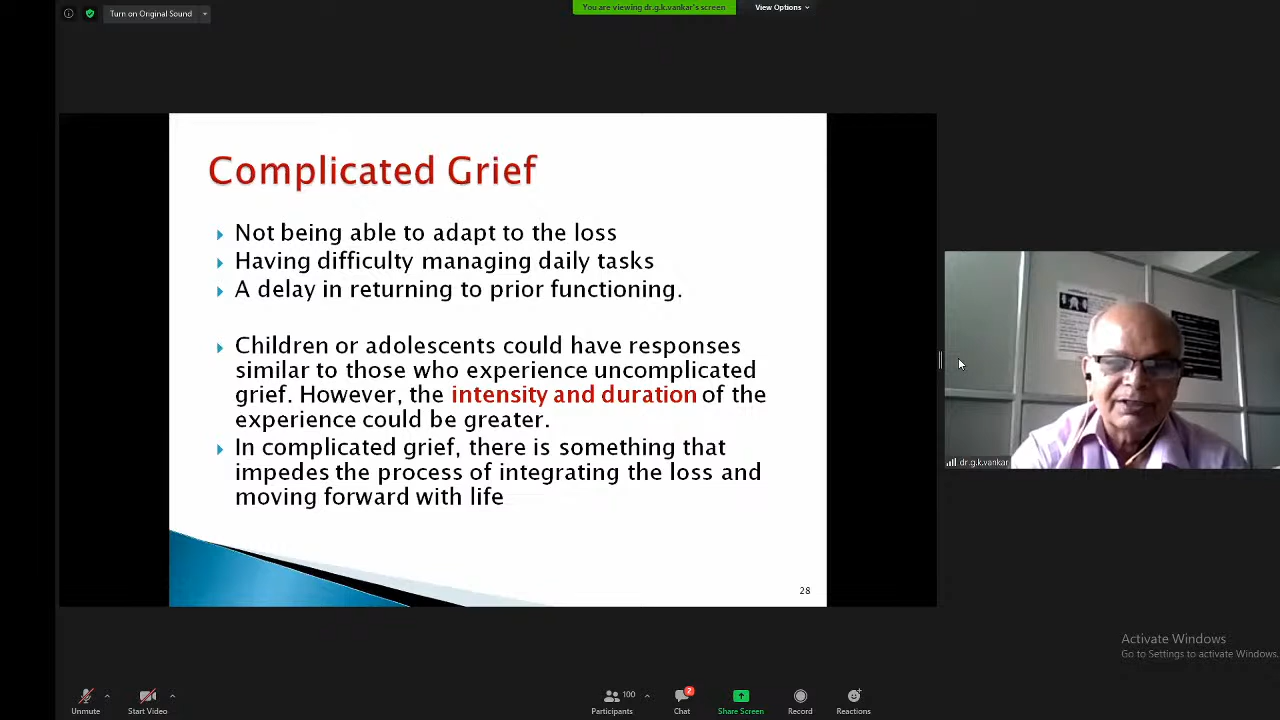 Turn on Original Sound
You are viewing dr.g.k.vankar's screen
View Options
Complicated Grief
Not being able to adapt to the loss
Having difficulty managing daily tasks
A delay in returning to prior functioning.
Children or adolescents could have responses
similar to those who experience uncomplicated
grief. However, the intensity and duration of the
experience could be greater.
In complicated grief, there is something that
impedes the process of integrating the loss and
moving forward with life
28
dr.g.k.vankar
Activate Windows
Go to Settings to activate Windows.
Unmute
Start Video
100
Participants
2
Chat
Share Screen
Record
Reactions